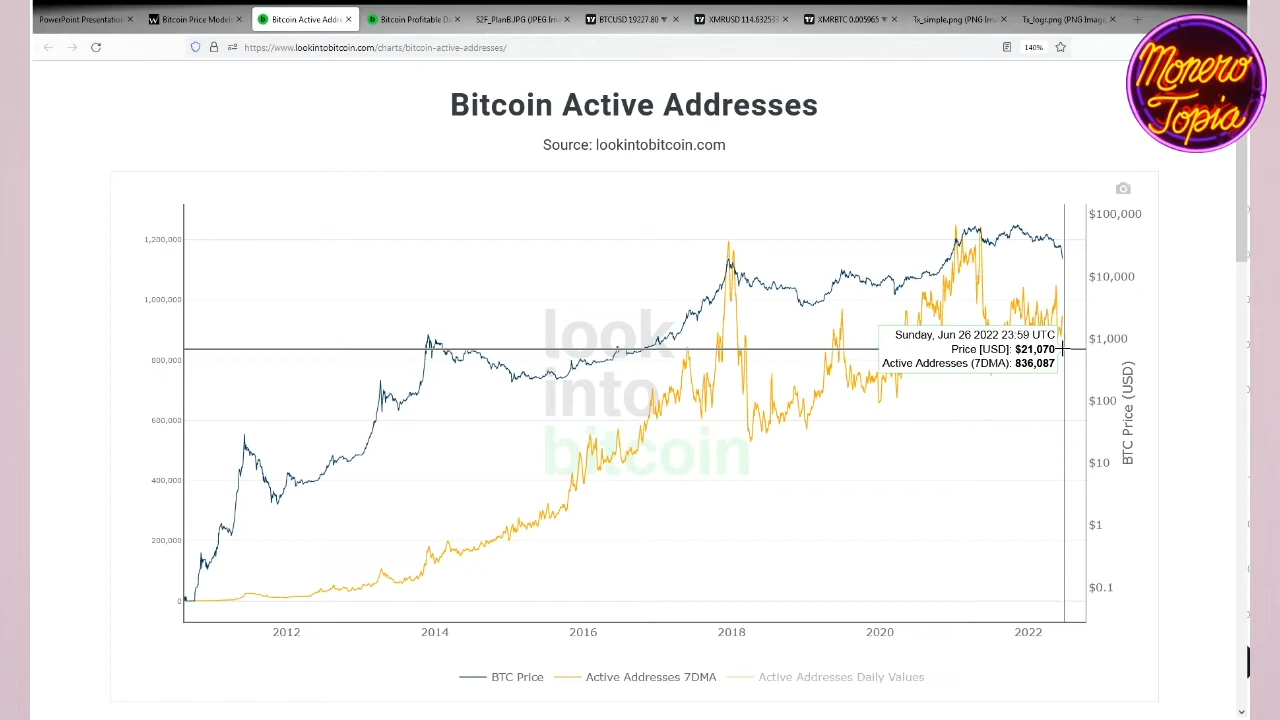 PowerPoint Presentation
Bitcoin Price Model
Bitcoin Active Addr
Bitcoin Profitable Da
S2F_PlanB.JPG (JPEG Ima
BTCUSD 19227.80
XMRUSD 114.63253
XMRBTC 0.005965
Tx_simple.png (PNG Im
Tx_logr.png (PNG Image
https://www.lookintobitcoin.com/charts/bitcoin-active-addresses/
140%
Monero
Topia
Bitcoin Active Addresses
Source: lookintobitcoin.com
1,200,000
1,000,000
800,000
600,000
400,000
200,000
0
look
into
bitcoin
Sunday, Jun 26 2022 23:59 UTC
Price [USD]: $21,070
Active Addresses (7DMA): 836,087
$100,000
$10,000
$1,000
$100
$10
$1
$0.1
BTC Price (USD)
2012
2014
2016
2018
2020
2022
BTC Price
Active Addresses 7DMA
Active Addresses Daily Values